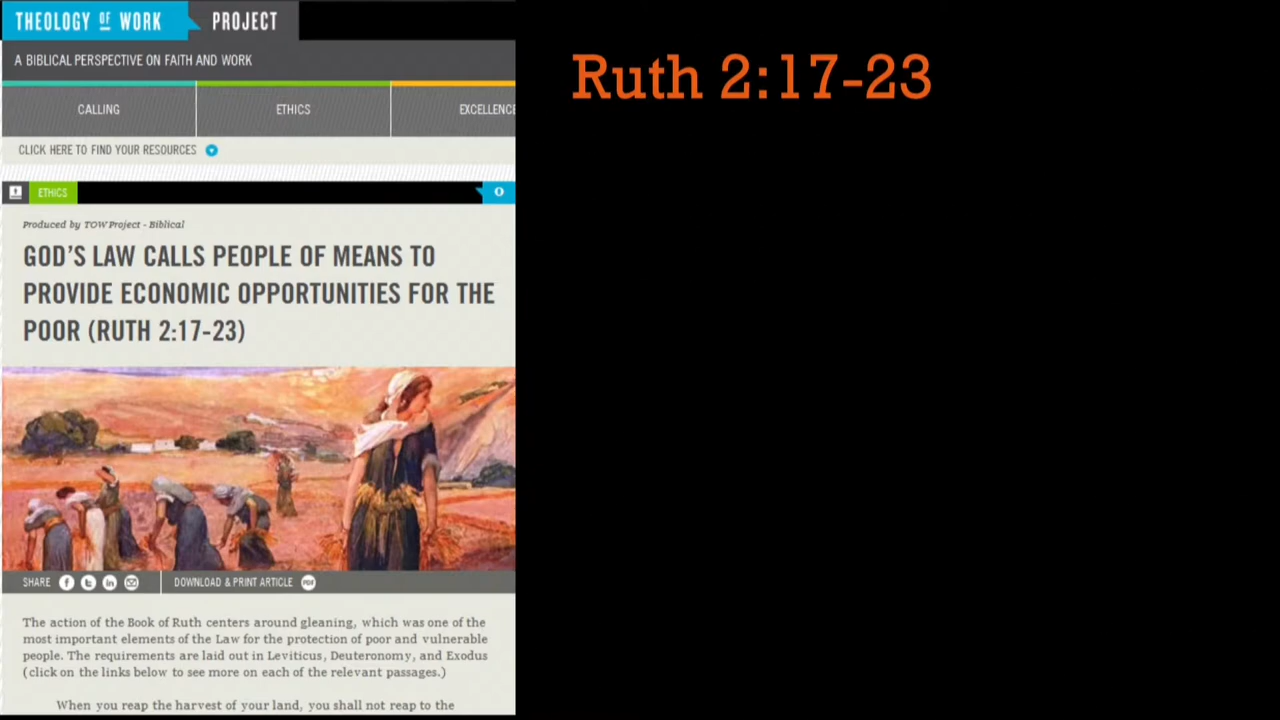 THEOLOGY OF WORK PROJECT
A BIBLICAL PERSPECTIVE ON FAITH AND WORK
CALLING
ETHICS
EXCELLENCE
CLICK HERE TO FIND YOUR RESOURCES
ETHICS
0
Produced by TOW Project - Biblical
GOD'S LAW CALLS PEOPLE OF MEANS TO
PROVIDE ECONOMIC OPPORTUNITIES FOR THE
POOR (RUTH 2:17-23)
SHARE
DOWNLOAD & PRINT ARTICLE PDF
The action of the Book of Ruth centers around gleaning, which was one of the
most important elements of the Law for the protection of poor and vulnerable
people. The requirements are laid out in Leviticus, Deuteronomy, and Exodus
(click on the links below to see more on each of the relevant passages.)
When you reap the harvest of your land, you shall not reap to the
Ruth 2:17-23